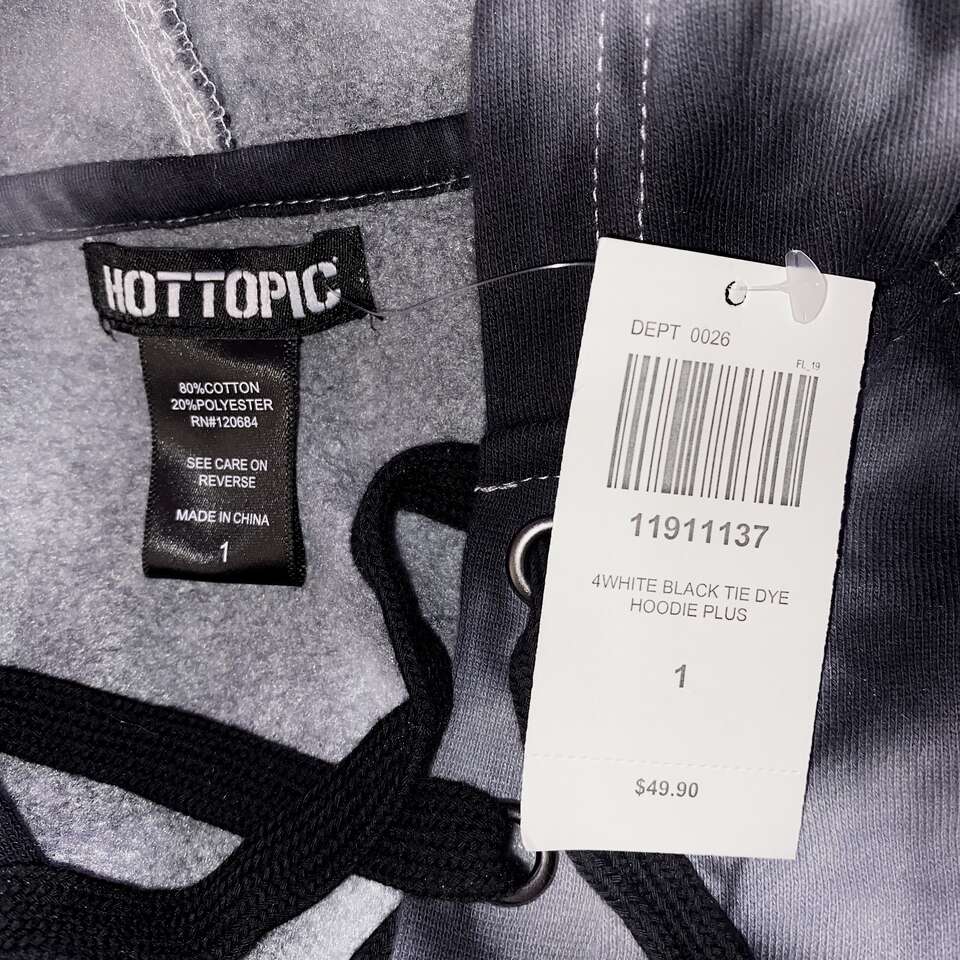 HOTTOPIC
80%COTTON
20%POLYESTER
RN#120684
SEE CARE ON
REVERSE
MADE IN CHINA
1
DEPT 0026
FL_19
11911137
4WHITE BLACK TIE DYE
HOODIE PLUS
1
$49.90